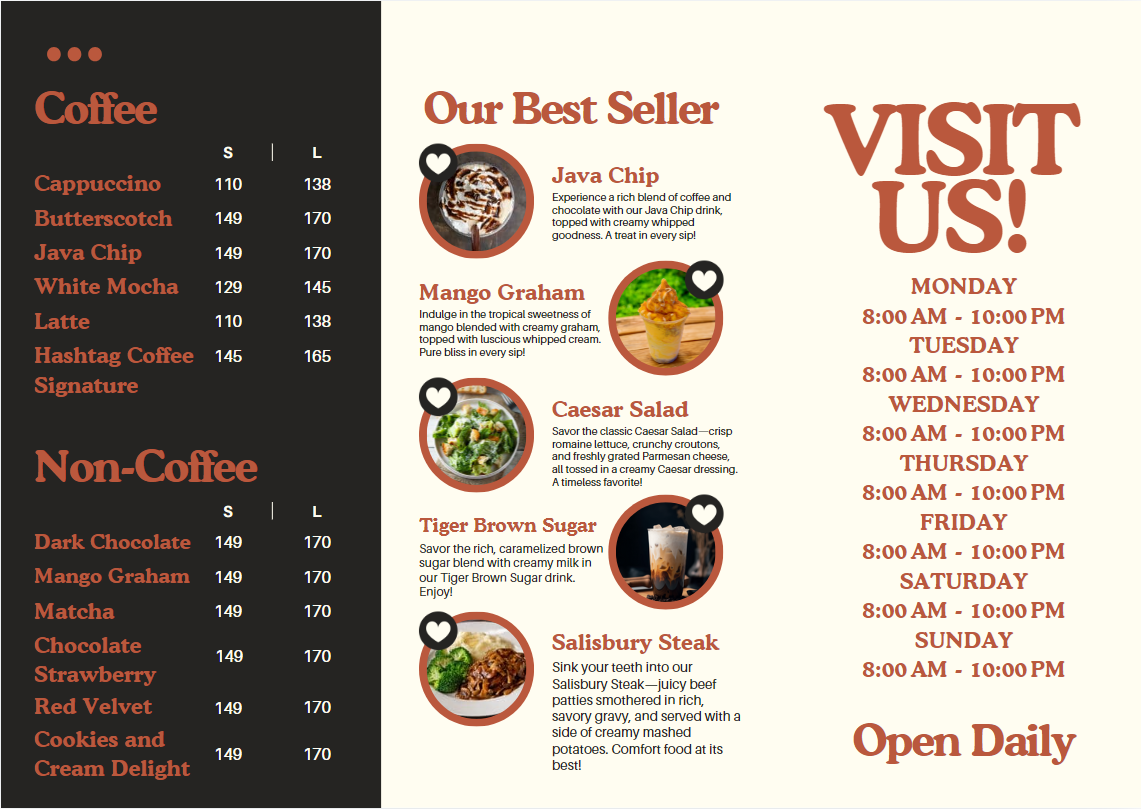 Coffee
S | L
Cappuccino 110 138
Butterscotch 149 170
Java Chip 149 170
White Mocha 129 145
Latte 110 138
Hashtag Coffee 145 165
Signature
Non-Coffee
S | L
Dark Chocolate 149 170
Mango Graham 149 170
Matcha 149 170
Chocolate
Strawberry 149 170
Red Velvet 149 170
Cookies and
Cream Delight 149 170
Our Best Seller
Java Chip
Experience a rich blend of coffee and
chocolate with our Java Chip drink,
topped with creamy whipped
goodness. A treat in every sip!
Mango Graham
Indulge in the tropical sweetness of
mango blended with creamy graham,
topped with luscious whipped cream.
Pure bliss in every sip!
Caesar Salad
Savor the classic Caesar Salad—crisp
romaine lettuce, crunchy croutons,
and freshly grated Parmesan cheese,
all tossed in a creamy Caesar dressing.
A timeless favorite!
Tiger Brown Sugar
Savor the rich, caramelized brown
sugar blend with creamy milk in
our Tiger Brown Sugar drink.
Enjoy!
Salisbury Steak
Sink your teeth into our
Salisbury Steak—juicy beef
patties smothered in rich,
savory gravy, and served with a
side of creamy mashed
potatoes. Comfort food at its
best!
VISIT
US!
MONDAY
8:00 AM - 10:00 PM
TUESDAY
8:00 AM - 10:00 PM
WEDNESDAY
8:00 AM - 10:00 PM
THURSDAY
8:00 AM - 10:00 PM
FRIDAY
8:00 AM - 10:00 PM
SATURDAY
8:00 AM - 10:00 PM
SUNDAY
8:00 AM - 10:00 PM
Open Daily